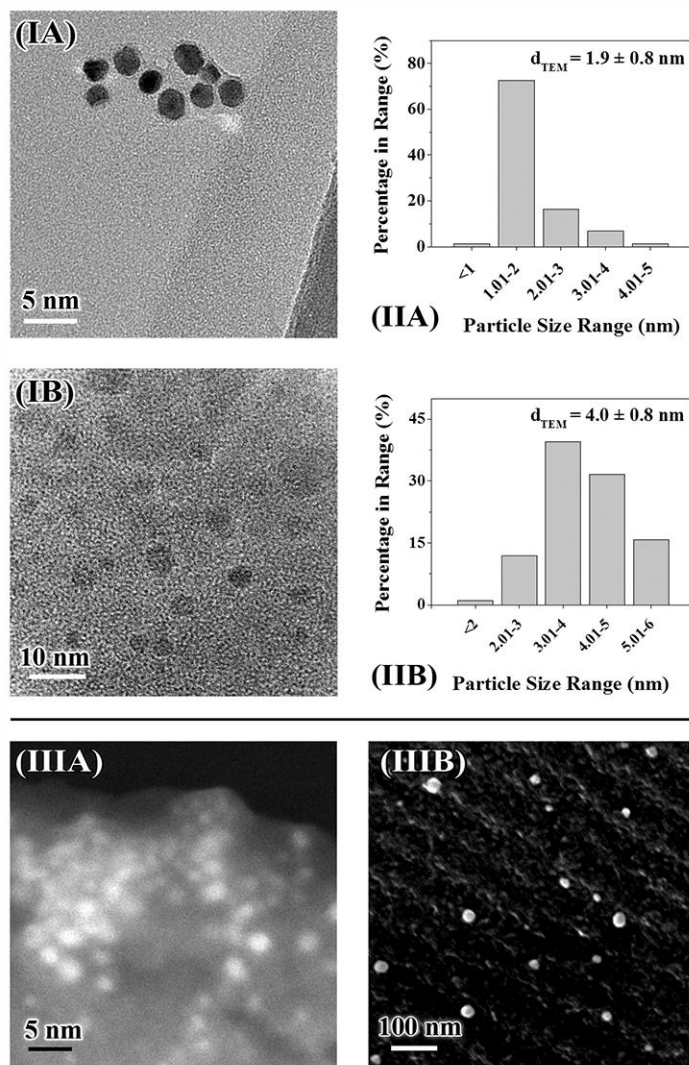 (IA)
5 nm
d_TEM = 1.9 ± 0.8 nm
Percentage in Range (%)
80
60
40
20
0
<1
1.01-2
2.01-3
3.01-4
4.01-5
(IIA)
Particle Size Range (nm)
(IB)
10 nm
d_TEM = 4.0 ± 0.8 nm
Percentage in Range (%)
45
30
15
0
<2
2.01-3
3.01-4
4.01-5
5.01-6
(IIB)
Particle Size Range (nm)
(IIIA)
5 nm
(IIIB)
100 nm